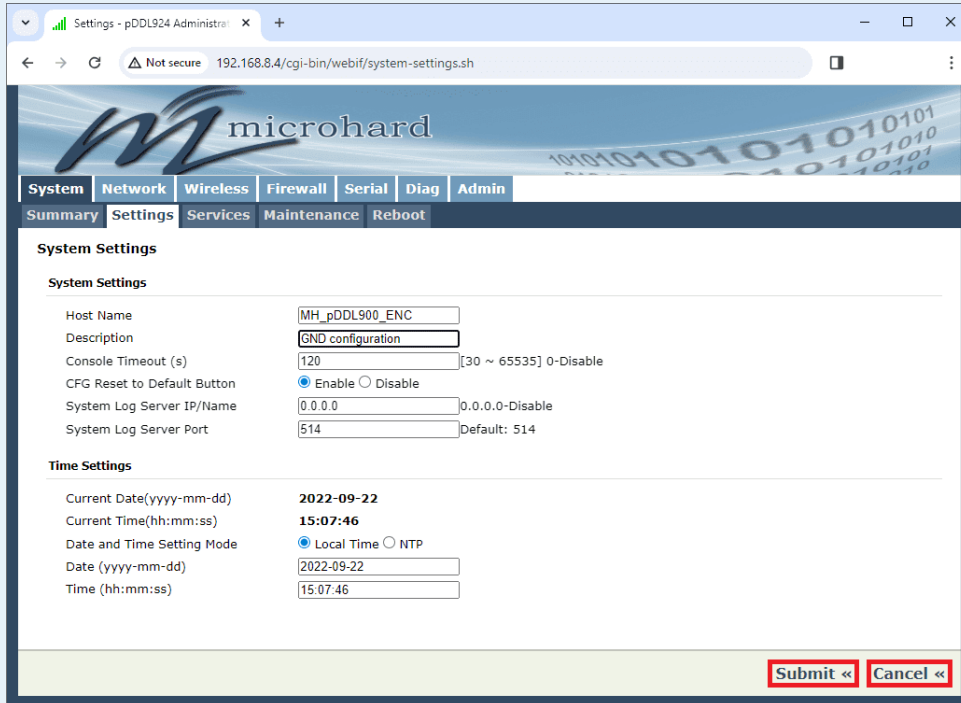 Settings - pDDL924 Administrat
Not secure 192.168.8.4/cgi-bin/webif/system-settings.sh
microhard
101010101010101
1010
0101
010
System Network Wireless Firewall Serial Diag Admin
Summary Settings Services Maintenance Reboot
System Settings
System Settings
Host Name MH_pDDL900_ENC
Description GND configuration
Console Timeout (s) 120 [30 ~ 65535] 0-Disable
CFG Reset to Default Button Enable Disable
System Log Server IP/Name 0.0.0.0 0.0.0.0-Disable
System Log Server Port 514 Default: 514
Time Settings
Current Date(yyyy-mm-dd) 2022-09-22
Current Time(hh:mm:ss) 15:07:46
Date and Time Setting Mode Local Time NTP
Date (yyyy-mm-dd) 2022-09-22
Time (hh:mm:ss) 15:07:46
Submit « Cancel «